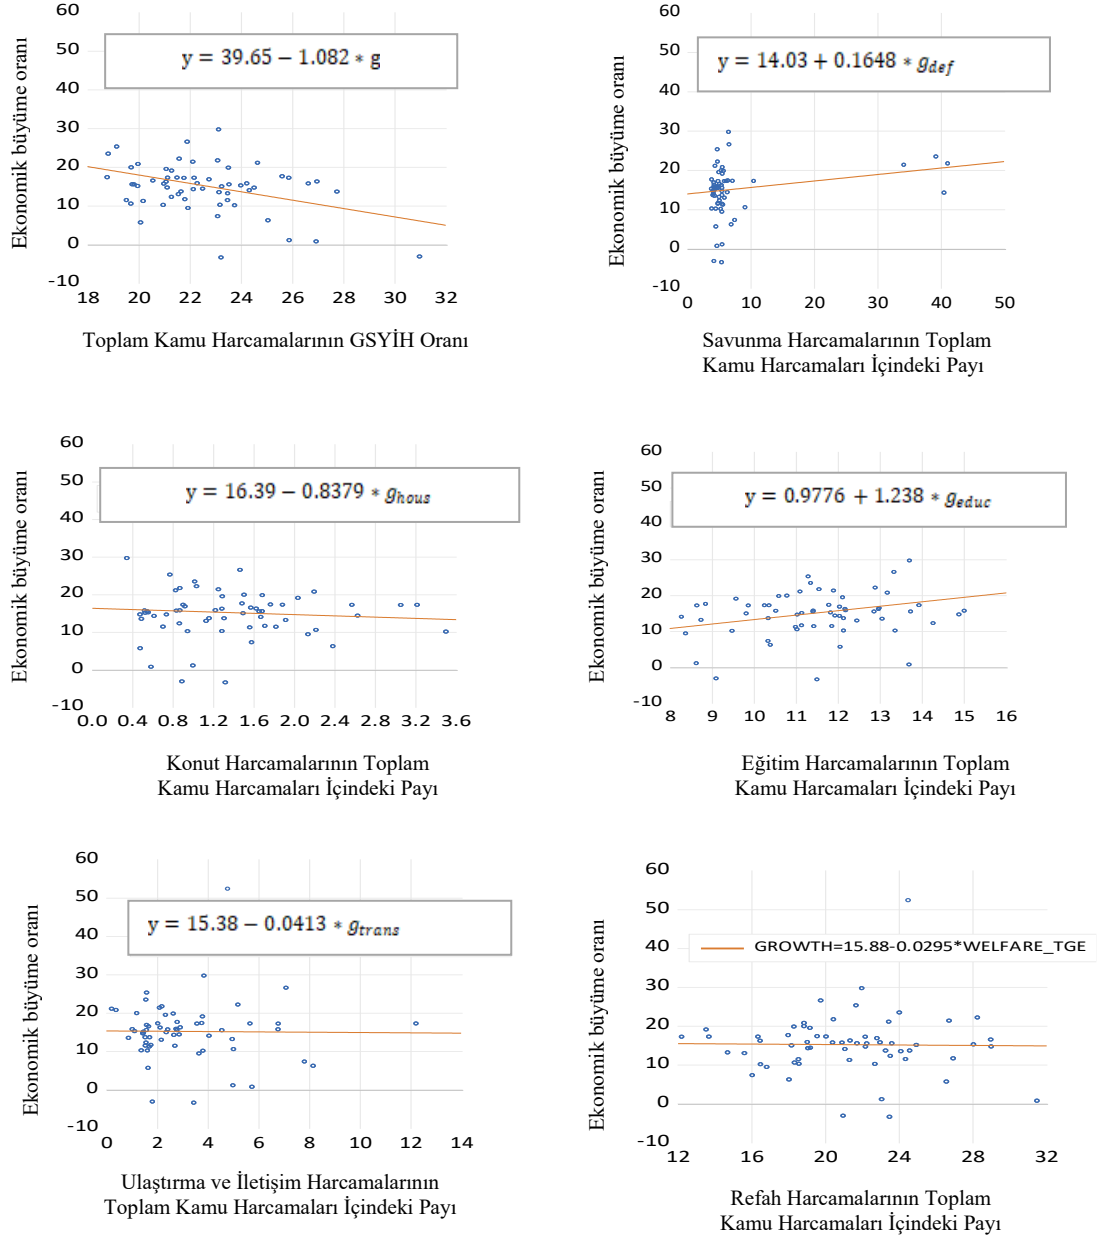 60
50
40
30
20
10
0
-10
18 20 22 24 26 28 30 32
Ekonomik büyüme oranı
y = 39.65 − 1.082 * g
Toplam Kamu Harcamalarının GSYİH Oranı
60
50
40
30
20
10
0
-10
0 10 20 30 40 50
Ekonomik büyüme oranı
y = 14.03 + 0.1648 * g_def
Savunma Harcamalarının Toplam
Kamu Harcamaları İçindeki Payı
60
50
40
30
20
10
0
-10
0.0 0.4 0.8 1.2 1.6 2.0 2.4 2.8 3.2 3.6
Ekonomik büyüme oranı
y = 16.39 − 0.8379 * g_hous
Konut Harcamalarının Toplam
Kamu Harcamaları İçindeki Payı
60
50
40
30
20
10
0
-10
8 9 10 11 12 13 14 15 16
Ekonomik büyüme oranı
y = 0.9776 + 1.238 * g_educ
Eğitim Harcamalarının Toplam
Kamu Harcamaları İçindeki Payı
60
50
40
30
20
10
0
-10
0 2 4 6 8 10 12 14
Ekonomik büyüme oranı
y = 15.38 − 0.0413 * g_trans
Ulaştırma ve İletişim Harcamalarının
Toplam Kamu Harcamaları İçindeki Payı
60
50
40
30
20
10
0
-10
12 16 20 24 28 32
Ekonomik büyüme oranı
GROWTH=15.88-0.0295*WELFARE_TGE
Refah Harcamalarının Toplam
Kamu Harcamaları İçindeki Payı